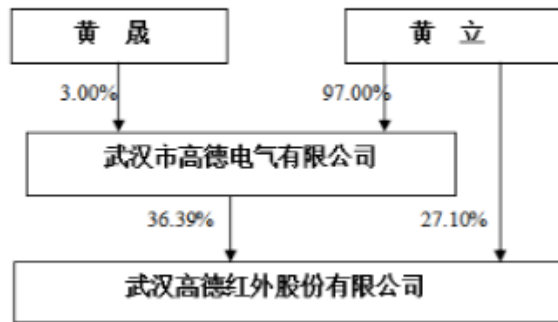 黄 晟
黄 立
3.00%
97.00%
武汉市高德电气有限公司
36.39%
27.10%
武汉高德红外股份有限公司